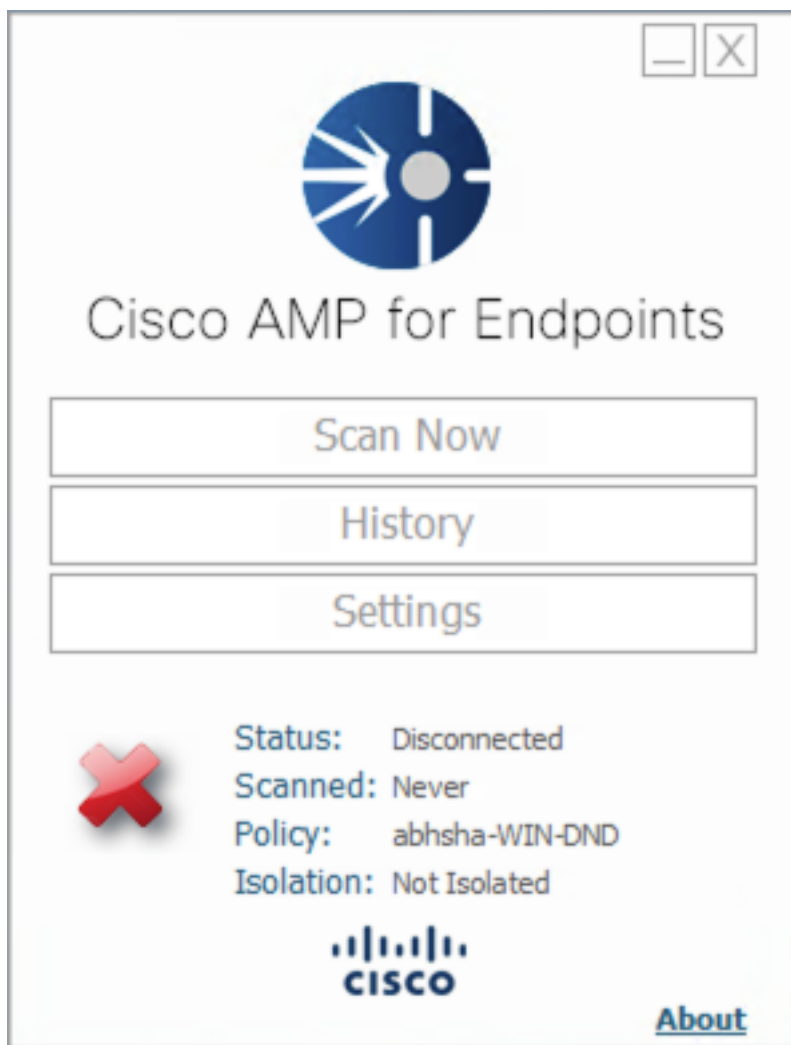 X
Cisco AMP for Endpoints
Scan Now
History
Settings
Status: Disconnected
Scanned: Never
Policy: abhsha-WIN-DND
Isolation: Not Isolated
CISCO
About